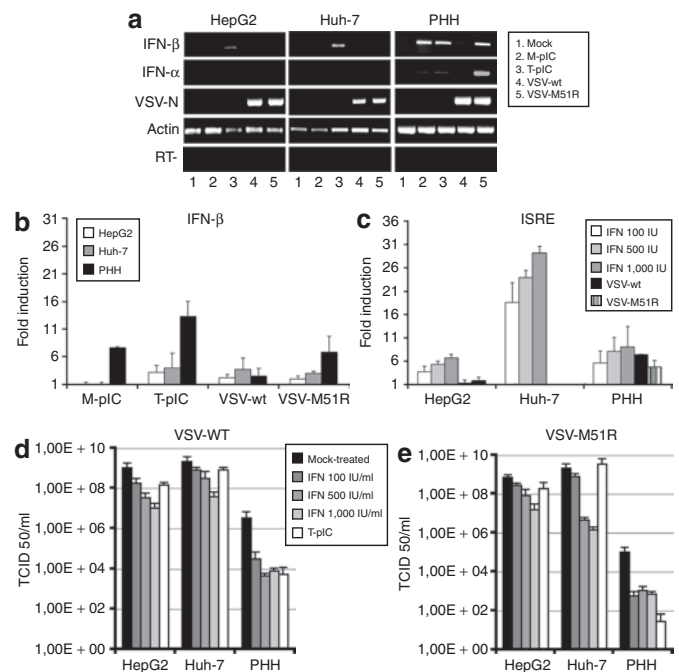 a
HepG2 Huh-7 PHH
IFN-β
IFN-α
VSV-N
Actin
RT-
1 2 3 4 5 1 2 3 4 5 1 2 3 4 5
1. Mock
2. M-pIC
3. T-pIC
4. VSV-wt
5. VSV-M51R
b
IFN-β
HepG2
Huh-7
PHH
Fold induction
31
26
21
16
11
6
1
M-pIC T-pIC VSV-wt VSV-M51R
c
ISRE
IFN 100 IU
IFN 500 IU
IFN 1,000 IU
VSV-wt
VSV-M51R
Fold induction
36
31
26
21
16
11
6
1
HepG2 Huh-7 PHH
d
VSV-WT
Mock-treated
IFN 100 IU/ml
IFN 500 IU/ml
IFN 1,000 IU/ml
T-pIC
TCID 50/ml
1,00E + 10
1,00E + 08
1,00E + 06
1,00E + 04
1,00E + 02
1,00E + 00
HepG2 Huh-7 PHH
e
VSV-M51R
TCID 50/ml
1,00E + 10
1,00E + 08
1,00E + 06
1,00E + 04
1,00E + 02
1,00E + 00
HepG2 Huh-7 PHH